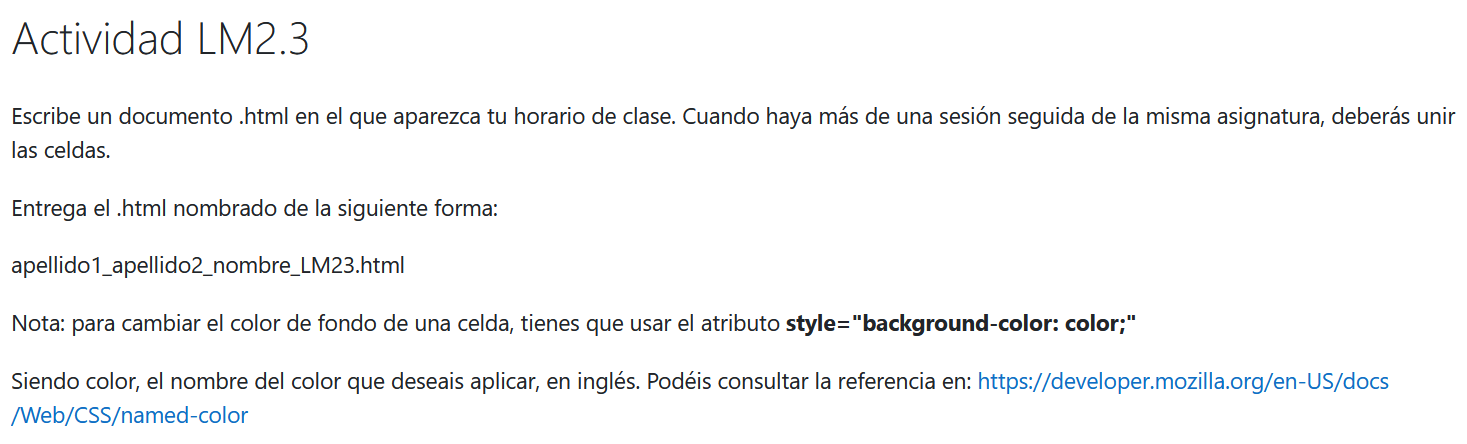 Actividad LM2.3
Escribe un documento .html en el que aparezca tu horario de clase. Cuando haya más de una sesión seguida de la misma asignatura, deberás unir
las celdas.
Entrega el .html nombrado de la siguiente forma:
apellido1_apellido2_nombre_LM23.html
Nota: para cambiar el color de fondo de una celda, tienes que usar el atributo style="background-color: color;"
Siendo color, el nombre del color que deseais aplicar, en inglés. Podéis consultar la referencia en: https://developer.mozilla.org/en-US/docs
/Web/CSS/named-color